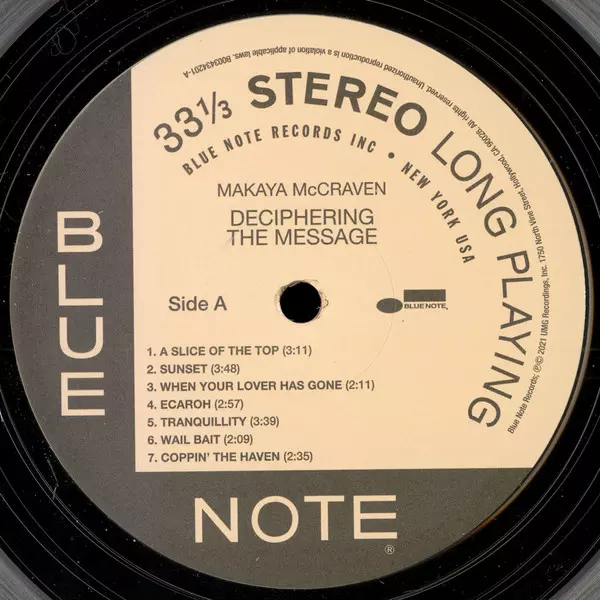 33⅓ STEREO LONG PLAYING
BLUE NOTE RECORDS INC • NEW YORK USA
MAKAYA McCRAVEN
DECIPHERING
THE MESSAGE
Side A
BLUE NOTE®
1. A SLICE OF THE TOP (3:11)
2. SUNSET (3:48)
3. WHEN YOUR LOVER HAS GONE (2:11)
4. ECAROH (2:57)
5. TRANQUILLITY (3:39)
6. WAIL BAIT (2:09)
7. COPPIN' THE HAVEN (2:35)
BLUE
NOTE®
Blue Note Records; ℗© 2021 UMG Recordings, Inc. 1750 North Vine Street, Hollywood, CA 90028. All rights reserved. Unauthorized reproduction is a violation of applicable laws. B003434201-A